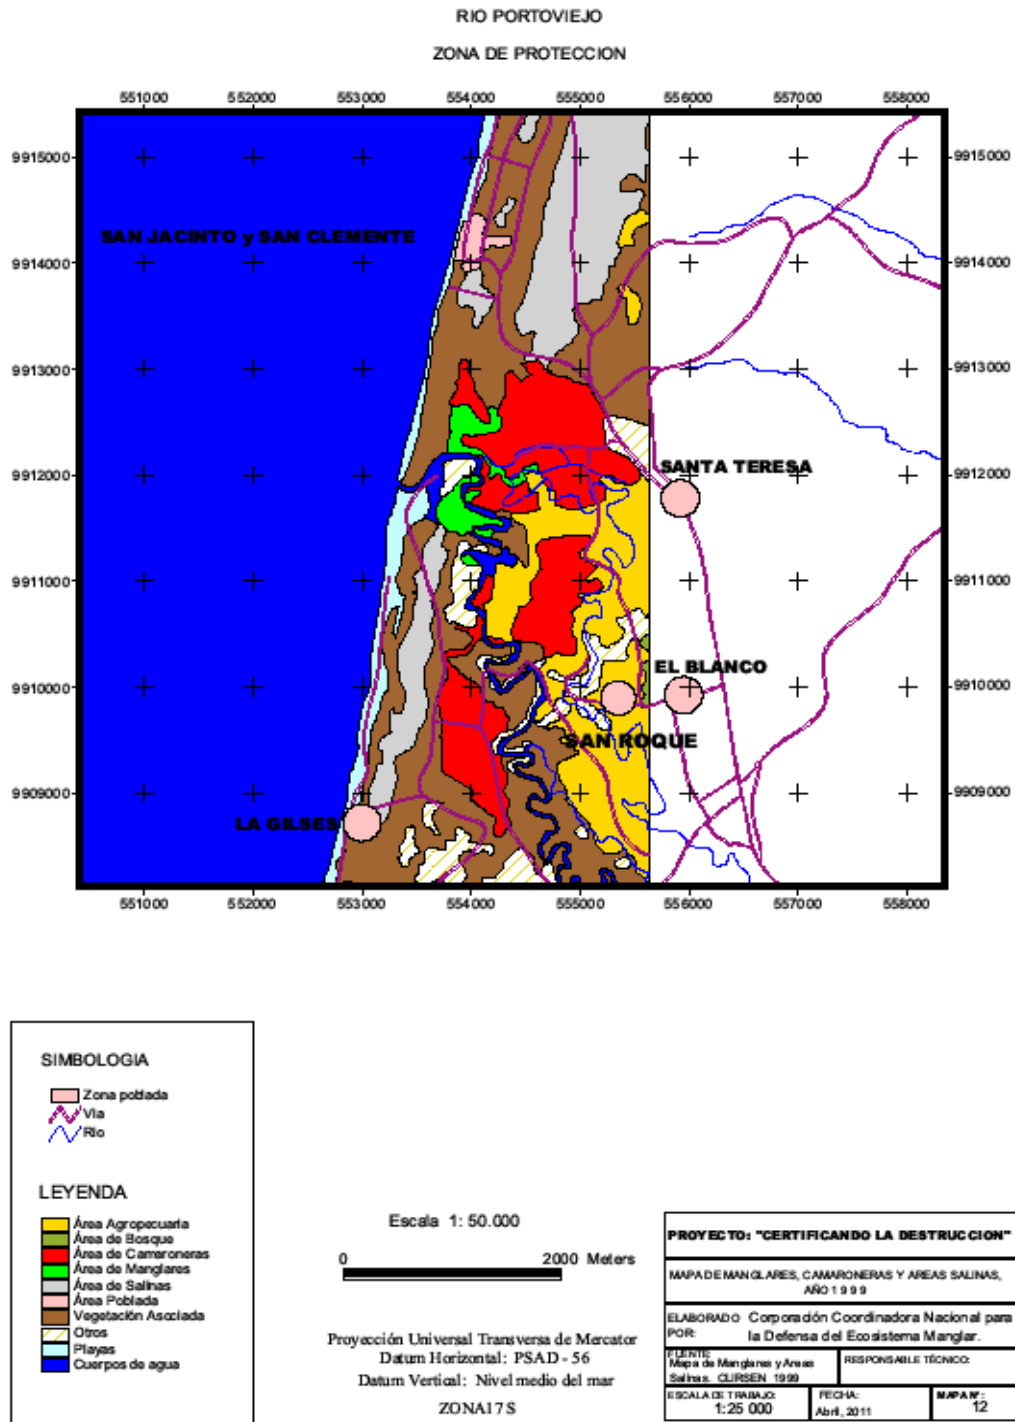 RIO PORTOVIEJO
ZONA DE PROTECCION
551000 552000 553000 554000 555000 556000 557000 558000
9915000 9915000
SAN JACINTO y SAN CLEMENTE
9914000 9914000
9913000 9913000
SANTA TERESA
9912000 9912000
9911000 9911000
EL BLANCO
9910000 9910000
SAN ROQUE
9909000 9909000
LA GILSES
551000 552000 553000 554000 555000 556000 557000 558000
SIMBOLOGIA
Zona poblada
Vía
Río
LEYENDA
Área Agropecuaria
Área de Bosque
Área de Camaroneras
Área de Manglares
Área de Salinas
Área Poblada
Vegetación Asociada
Otros
Playas
Cuerpos de agua
Escala 1: 50.000
0 2000 Meters
Proyección Universal Transversa de Mercator
Datum Horizontal: PSAD - 56
Datum Vertical: Nivel medio del mar
ZONA17 S
PROYECTO: "CERTIFICANDO LA DESTRUCCION"
MAPA DE MANGLARES, CAMARONERAS Y AREAS SALINAS,
AÑO 1 9 9 9
ELABORADO POR: Corporación Coordinadora Nacional para
la Defensa del Ecosistema Manglar.
FUENTE:
Mapa de Manglares y Areas
Salinas. CLIRSEN 1999
RESPONSABLE TÉCNICO:
ESCALA DE TRABAJO:
1:25 000
FECHA:
Abril, 2011
MAPA Nº:
12